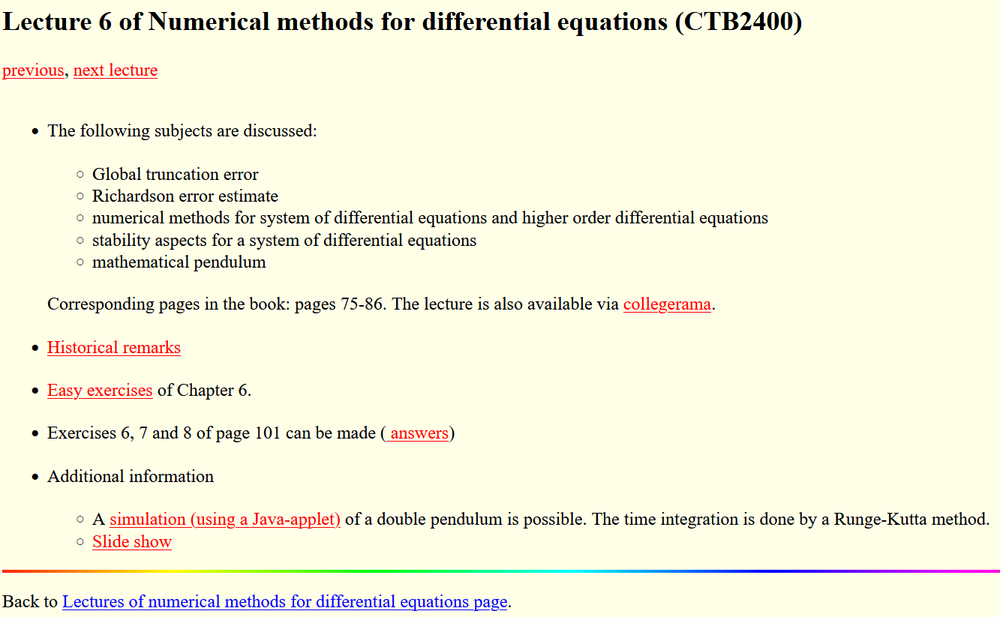 Lecture 6 of Numerical methods for differential equations (CTB2400)
previous, next lecture
The following subjects are discussed:
Global truncation error
Richardson error estimate
numerical methods for system of differential equations and higher order differential equations
stability aspects for a system of differential equations
mathematical pendulum
Corresponding pages in the book: pages 75-86. The lecture is also available via collegerama.
Historical remarks
Easy exercises of Chapter 6.
Exercises 6, 7 and 8 of page 101 can be made ( answers)
Additional information
A simulation (using a Java-applet) of a double pendulum is possible. The time integration is done by a Runge-Kutta method.
Slide show
Back to Lectures of numerical methods for differential equations page.